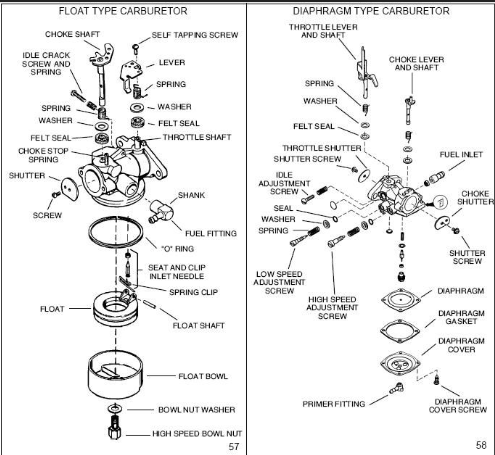 FLOAT TYPE CARBURETOR
CHOKE SHAFT
SELF TAPPING SCREW
IDLE CRACK
SCREW AND
SPRING
LEVER
SPRING
SPRING
WASHER
WASHER
FELT SEAL
FELT SEAL
THROTTLE SHAFT
CHOKE STOP
SPRING
SHUTTER
SHANK
SCREW
FUEL FITTING
"O" RING
SEAT AND CLIP
INLET NEEDLE
SPRING CLIP
FLOAT
FLOAT SHAFT
FLOAT BOWL
BOWL NUT WASHER
HIGH SPEED BOWL NUT
57
DIAPHRAGM TYPE CARBURETOR
THROTTLE LEVER
AND SHAFT
CHOKE LEVER
AND SHAFT
SPRING
WASHER
FELT SEAL
THROTTLE SHUTTER
SHUTTER SCREW
FUEL INLET
IDLE
ADJUSTMENT
SCREW
CHOKE
SHUTTER
SEAL
WASHER
SPRING
SHUTTER
SCREW
LOW SPEED
ADJUSTMENT
SCREW
HIGH SPEED
ADJUSTMENT
SCREW
DIAPHRAGM
DIAPHRAGM
GASKET
DIAPHRAGM
COVER
PRIMER FITTING
DIAPHRAGM
COVER SCREW
58